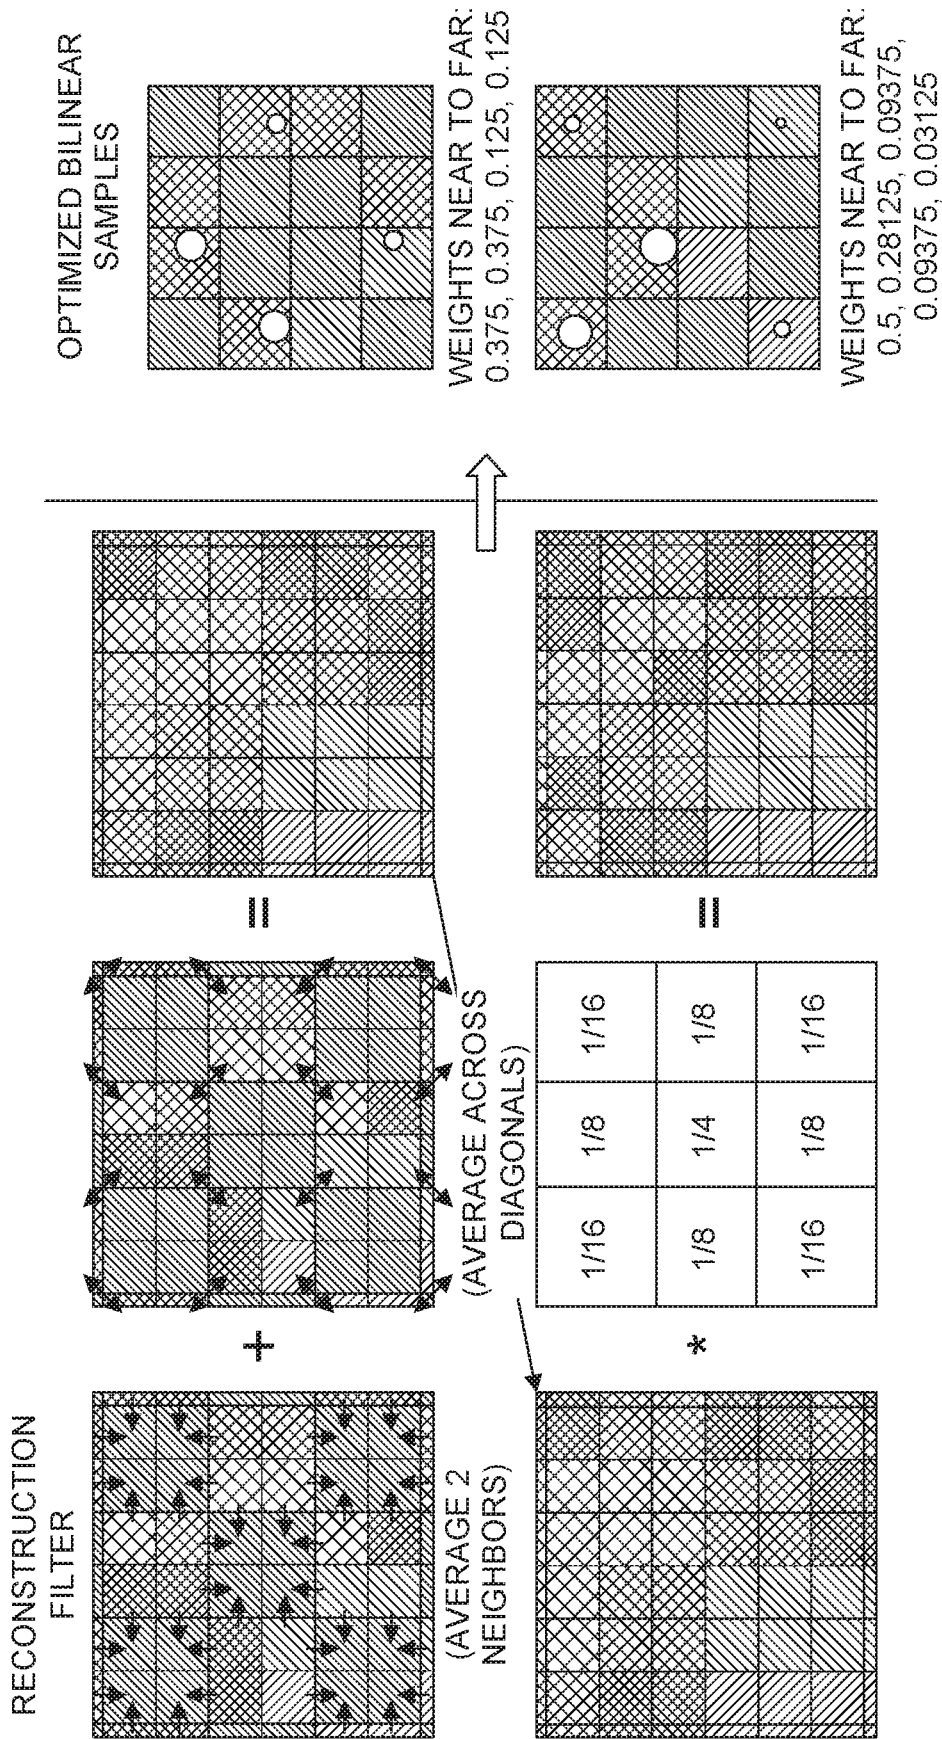 RECONSTRUCTION
FILTER
+
=
(AVERAGE 2
NEIGHBORS)
(AVERAGE ACROSS
DIAGONALS)
*
1/16 1/8 1/16
1/8 1/4 1/8
1/16 1/8 1/16
=
OPTIMIZED BILINEAR
SAMPLES
WEIGHTS NEAR TO FAR:
0.375, 0.375, 0.125, 0.125
WEIGHTS NEAR TO FAR:
0.5, 0.28125, 0.09375,
0.09375, 0.03125